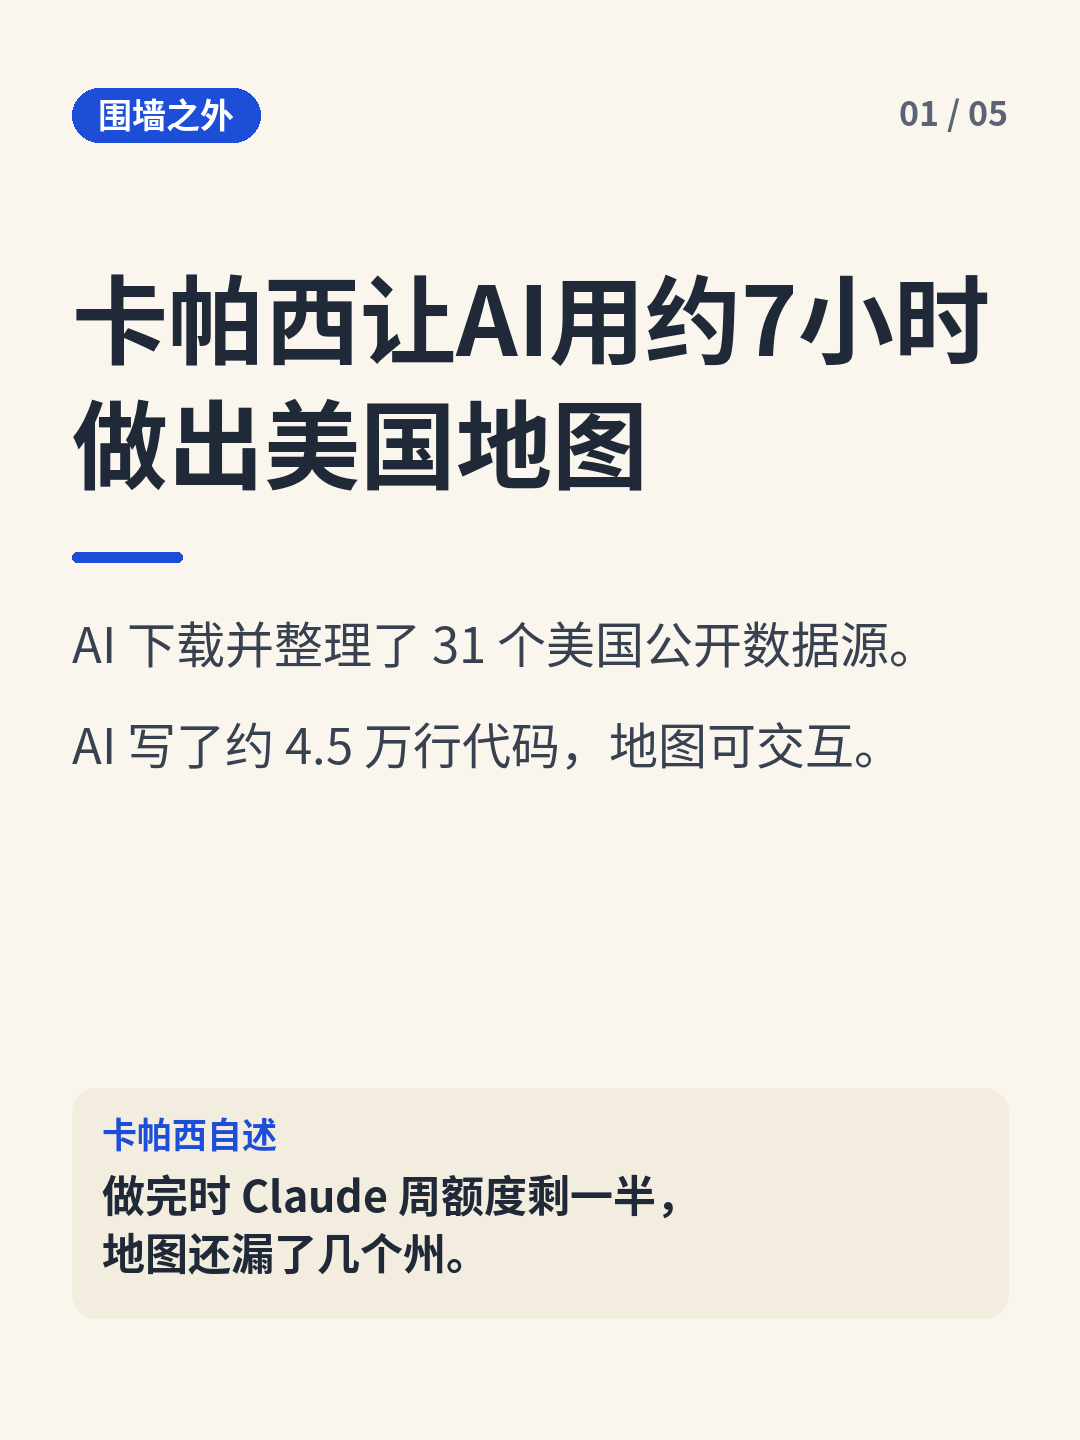 围墙之外
01 / 05
卡帕西让AI用约7小时
做出美国地图
AI 下载并整理了 31 个美国公开数据源。
AI 写了约 4.5 万行代码，地图可交互。
卡帕西自述
做完时 Claude 周额度剩一半，
地图还漏了几个州。